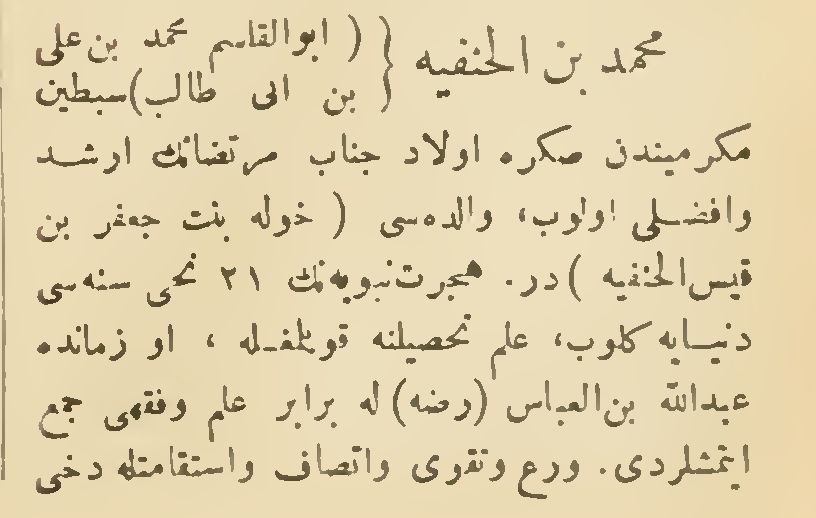 محمد بن الحنفیه { ( ابوالقاسم محمد بن علی
بن ابی طالب) سبطین
مکرمیندن صکره اولاد جناب مرتضانك ارشد
وافضلی اولوب، والده‌سی ( خوله بنت جعفر بن
قیس الحنفیه ) در. هجرت نبویه‌نك ٢١ نجی سنه‌سی
دنیایه کلوب، علم تحصیلنه قویلمغله ، او زمانده
عبدالله بن العباس (رضه) له برابر علم وفقهی جمع
ایتمشلردی. ورع وتقوی واتصاف واستقامتله دخی